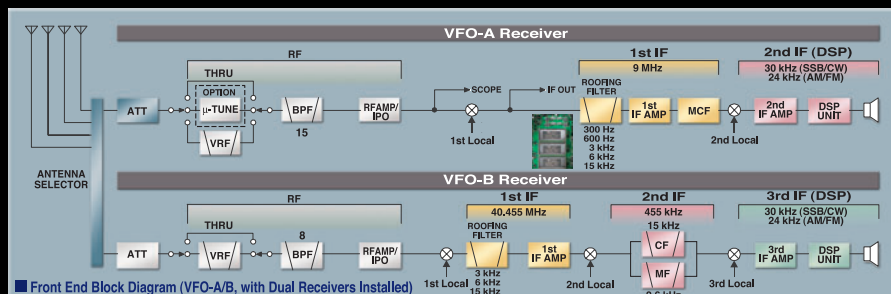 VFO-A Receiver
RF
1st IF
2nd IF (DSP)
9 MHz
30 kHz (SSB/CW)
24 kHz (AM/FM)
THRU
OPTION
μ-TUNE
SCOPE
IF OUT
ROOFING
FILTER
ATT
BPF
RFAMP/
IPO
1st
IF AMP
MCF
2nd
IF AMP
DSP
UNIT
VRF
15
1st Local
300 Hz
600 Hz
3 kHz
6 kHz
15 kHz
2nd Local
ANTENNA
SELECTOR
VFO-B Receiver
RF
1st IF
2nd IF
3rd IF (DSP)
40.455 MHz
455 kHz
30 kHz (SSB/CW)
24 kHz (AM/FM)
THRU
8
ROOFING
FILTER
15 kHz
CF
ATT
VRF
BPF
RFAMP/
IPO
1st
IF AMP
3rd
IF AMP
DSP
UNIT
MF
1st Local
3 kHz
6 kHz
15 kHz
2nd Local
3rd Local
Front End Block Diagram (VFO-A/B, with Dual Receivers Installed)